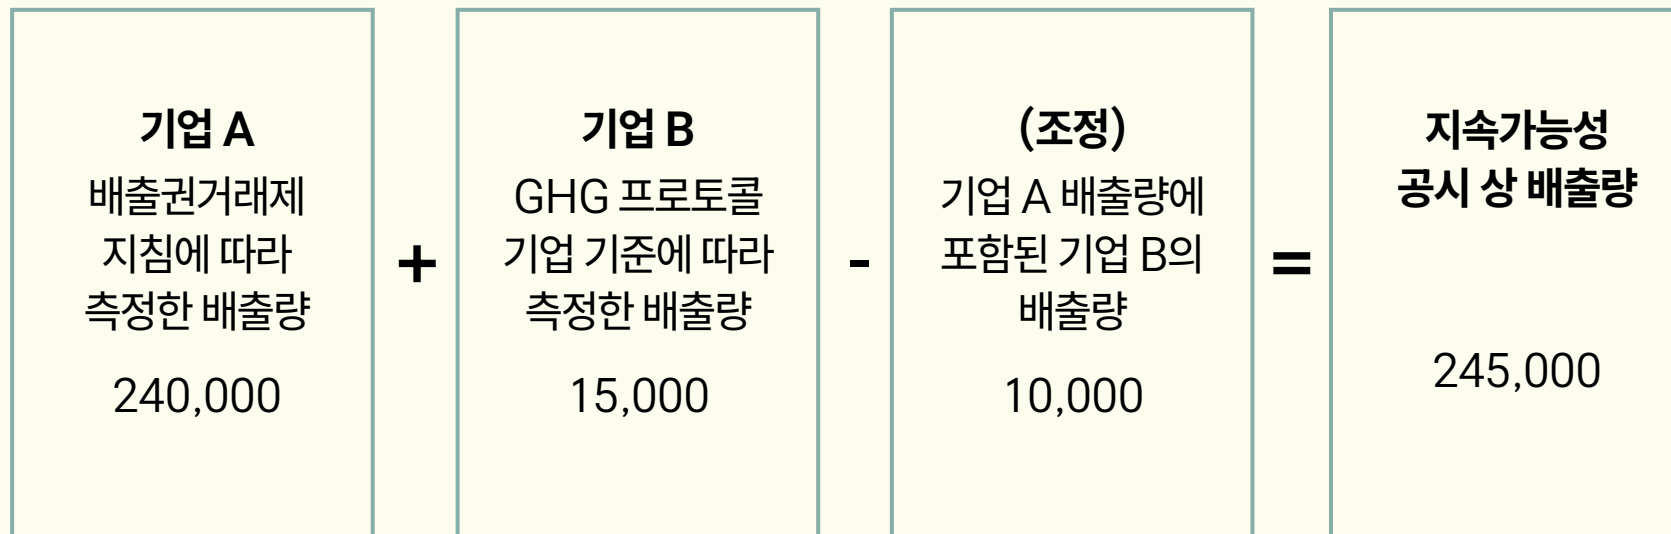 기업 A
배출권거래제
지침에 따라
측정한 배출량
240,000
+
기업 B
GHG 프로토콜
기업 기준에 따라
측정한 배출량
15,000
-
(조정)
기업 A 배출량에
포함된 기업 B의
배출량
10,000
=
지속가능성
공시 상 배출량
245,000